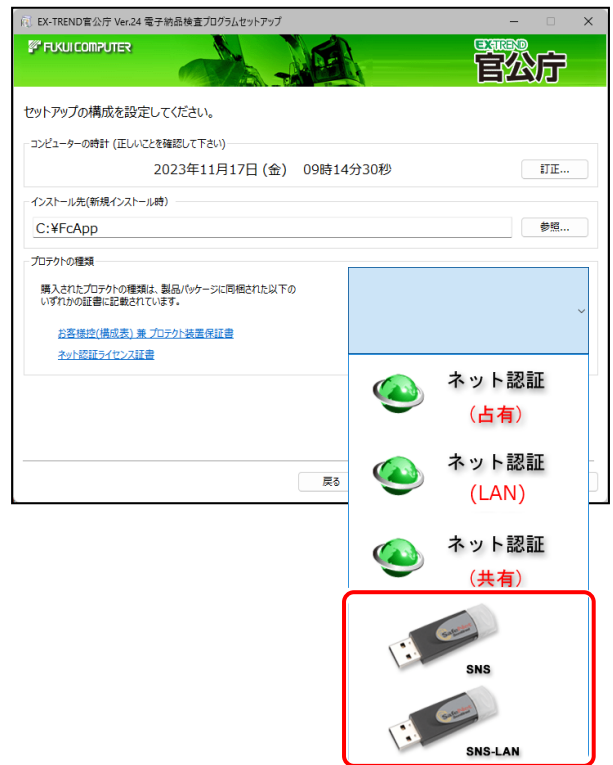 EX-TREND官公庁 Ver.24 電子納品検査プログラムセットアップ
FUKUI COMPUTER
EX-TREND
官公庁
セットアップの構成を設定してください。
コンピューターの時計 (正しいことを確認して下さい)
2023年11月17日 (金) 09時14分30秒
訂正...
インストール先(新規インストール時)
C:¥FcApp
参照...
プロテクトの種類
購入されたプロテクトの種類は、製品パッケージに同梱された以下の
いずれかの証書に記載されています。
お客様控(構成表) 兼 プロテクト装置保証書
ネット認証ライセンス証書
ネット認証
(占有)
ネット認証
(LAN)
ネット認証
(共有)
戻る
SNS
SNS-LAN